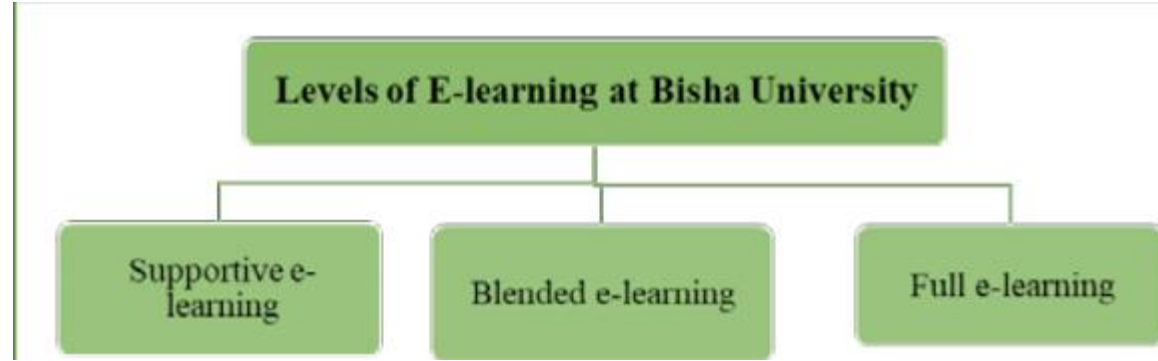 Levels of E-learning at Bisha University
Supportive e-
learning
Blended e-learning
Full e-learning